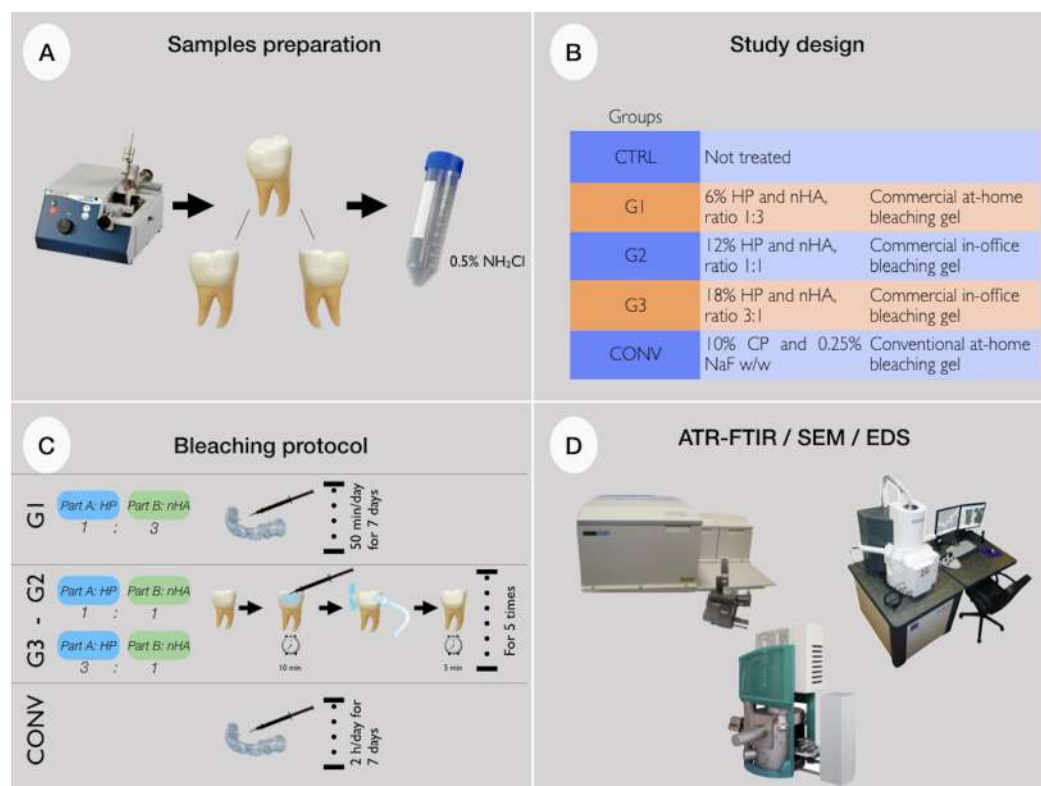 A
Samples preparation
0.5% NH₂Cl
B
Study design
Groups
CTRL
Not treated
G1
6% HP and nHA,
ratio 1:3
Commercial at-home
bleaching gel
G2
12% HP and nHA,
ratio 1:1
Commercial in-office
bleaching gel
G3
18% HP and nHA,
ratio 3:1
Commercial in-office
bleaching gel
CONV
10% CP and 0.25%
NaF w/w
Conventional at-home
bleaching gel
C
Bleaching protocol
G1
Part A: HP
Part B: nHA
1 : 3
50 min/day
for 7 days
G3 - G2
Part A: HP
Part B: nHA
1 : 1
Part A: HP
Part B: nHA
3 : 1
10 min
5 min
For 5 times
CONV
2 h/day for
7 days
D
ATR-FTIR / SEM / EDS